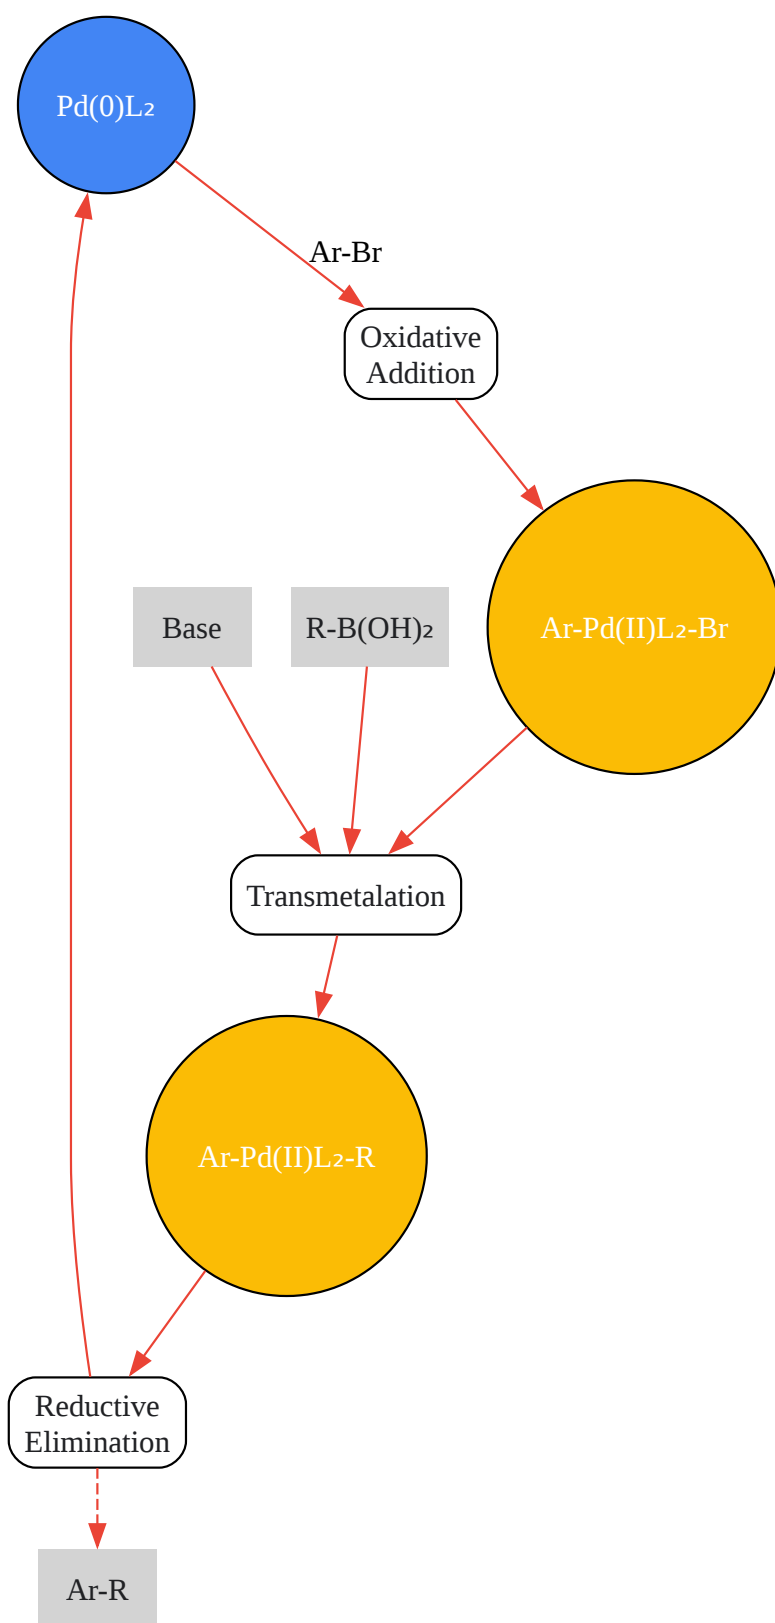 Pd(0)L₂
Ar-Br
Oxidative
Addition
Base
R-B(OH)₂
Ar-Pd(II)L₂-Br
Transmetalation
Ar-Pd(II)L₂-R
Reductive
Elimination
Ar-R